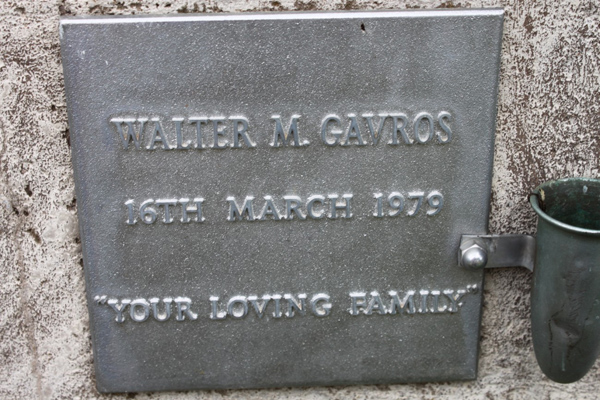 WALTER M. GAVROS
16TH MARCH 1979
"YOUR LOVING FAMILY"